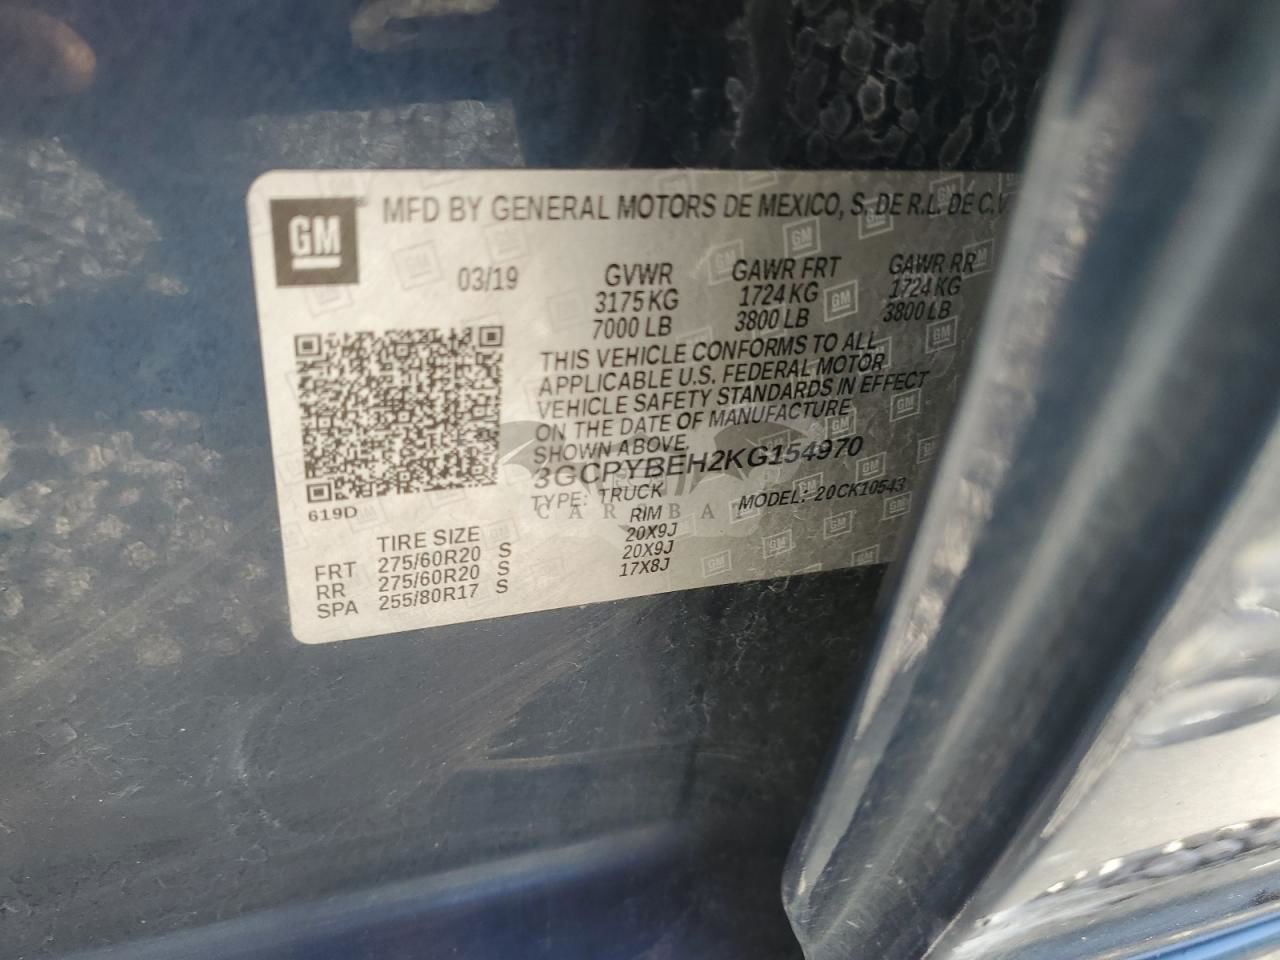 GM
MFD BY GENERAL MOTORS DE MEXICO, S. DE R.L. DE C.V
03/19 GVWR GAWR FRT GAWR RR
3175 KG 1724 KG 1724 KG
7000 LB 3800 LB 3800 LB
THIS VEHICLE CONFORMS TO ALL
APPLICABLE U.S. FEDERAL MOTOR
VEHICLE SAFETY STANDARDS IN EFFECT
ON THE DATE OF MANUFACTURE
SHOWN ABOVE.
3GCPYBEH2KG154970
TYPE: TRUCK MODEL: 20CK10543
619D
TIRE SIZE RIM
FRT 275/60R20 S 20X9J
RR 275/60R20 S 20X9J
SPA 255/80R17 S 17X8J